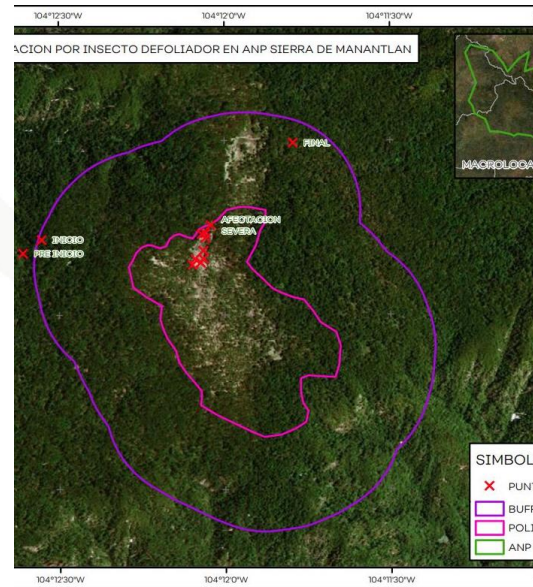 104°12'30"W 104°12'0"W 104°11'30"W
ACION POR INSECTO DEFOLIADOR EN ANP SIERRA DE MANANTLAN
MACROLOCA
FINAL
AFECTACION
SEVERA
INICIO
PRE INICIO
SIMBOL
PUNT
BUFF
POLI
ANP
104°12'30"W 104°12'0"W 104°11'30"W